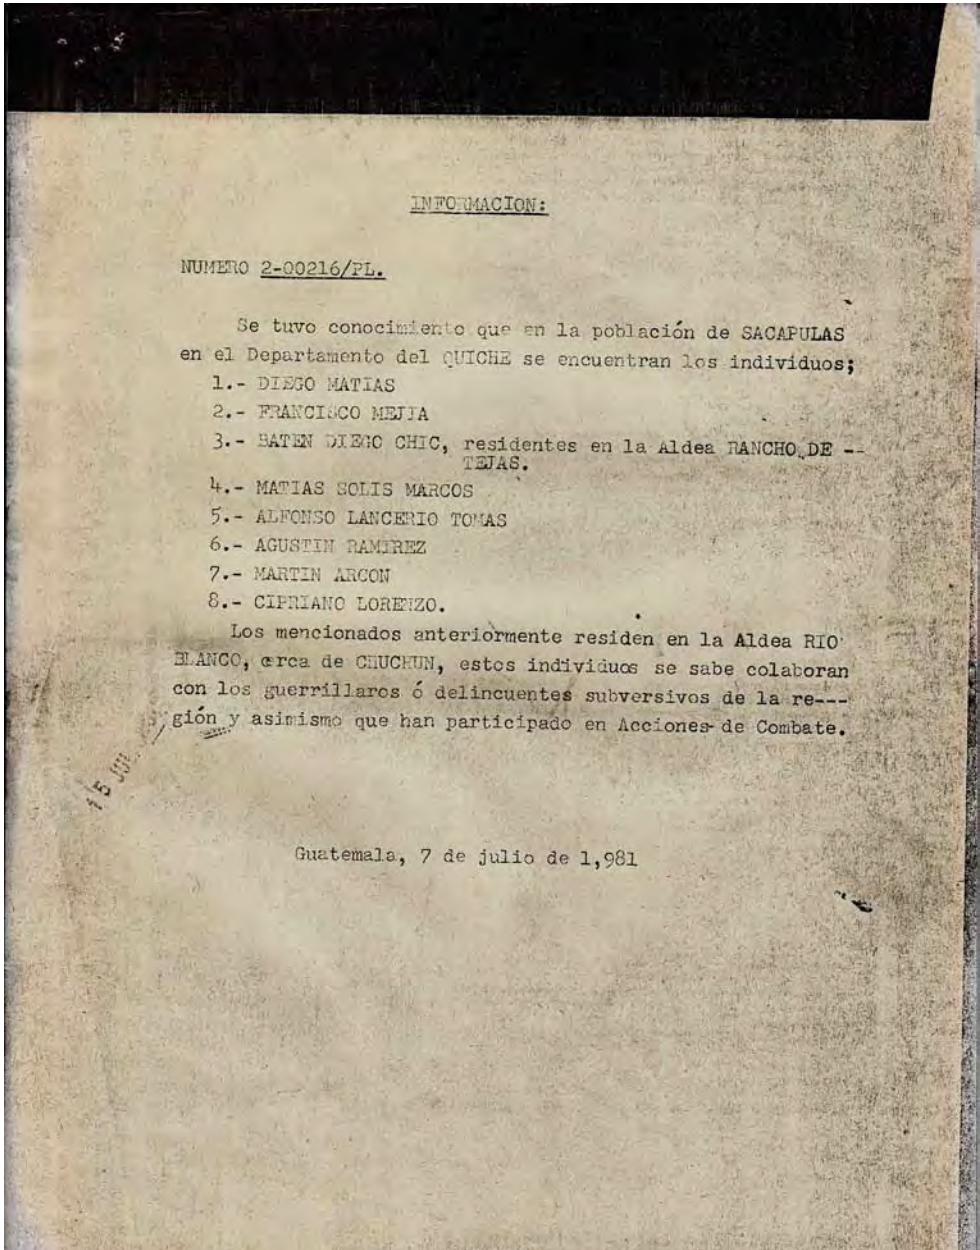 INFORMACION:
NUMERO 2-00216/PL.
Se tuvo conocimiento que en la población de SACAPULAS
en el Departamento del QUICHE se encuentran los individuos;
1.- DIEGO MATIAS
2.- FRANCISCO MEJIA
3.- BATEN DIEGO CHIC, residentes en la Aldea RANCHO DE --
TEJAS.
4.- MATIAS SOLIS MARCOS
5.- ALFONSO LANCERIO TOMAS
6.- AGUSTIN RAMIREZ
7.- MARTIN ARCON
8.- CIPRIANO LORENZO.
Los mencionados anteriormente residen en la Aldea RIO
BLANCO, cerca de CHUCHUN, estos individuos se sabe colaboran
con los guerrillaros ó delincuentes subversivos de la re---
gión y asimismo que han participado en Acciones de Combate.
15 JUL
Guatemala, 7 de julio de 1,981